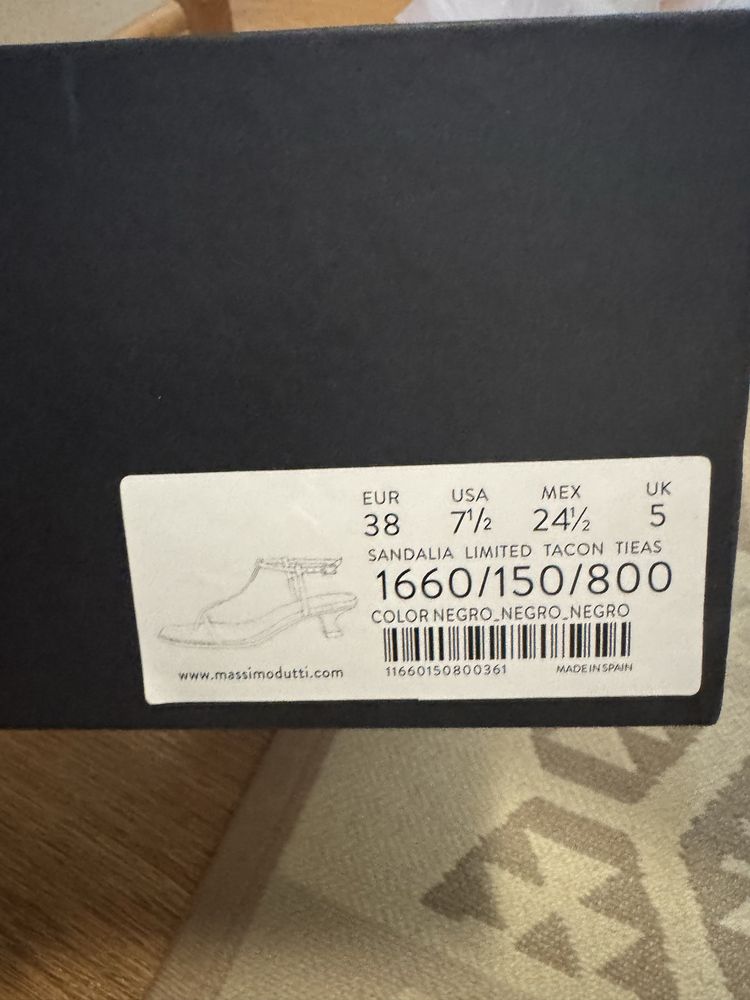 EUR USA MEX UK
38 7½ 24½ 5
SANDALIA LIMITED TACON TIEAS
1660/150/800
COLOR NEGRO_NEGRO_NEGRO
11660150800361 MADE IN SPAIN
www.massimodutti.com